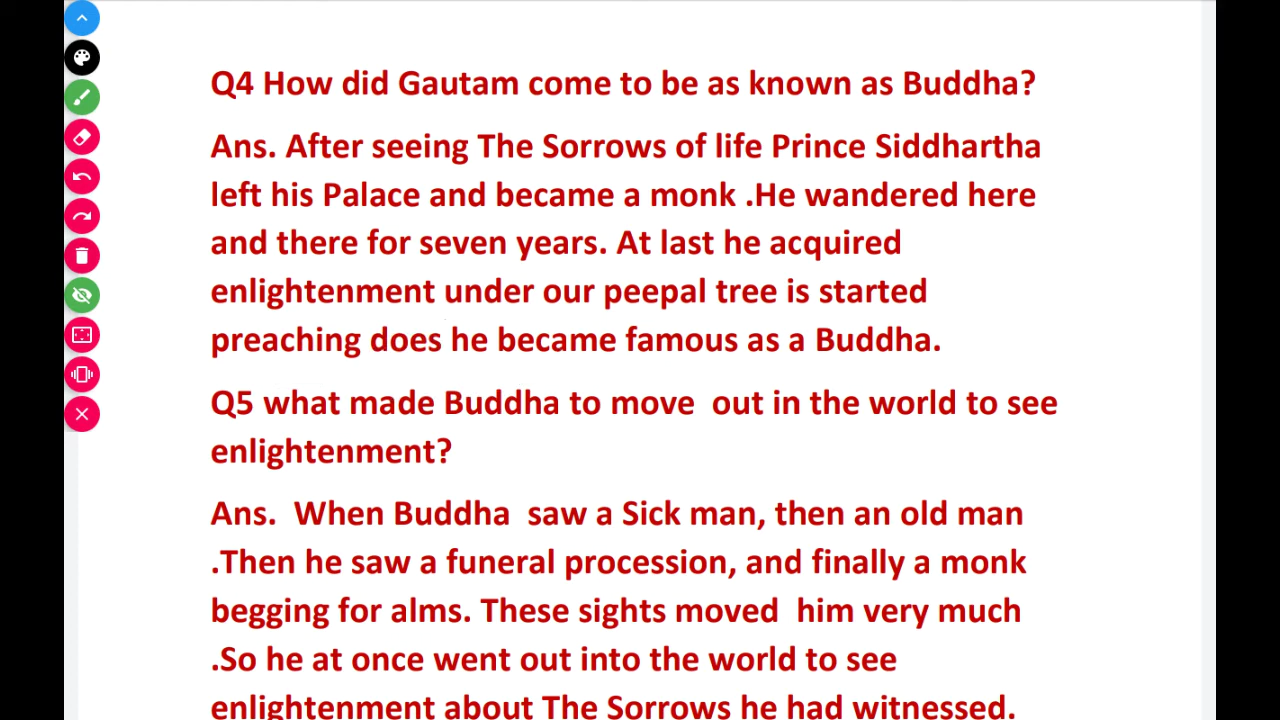 Q4 How did Gautam come to be as known as Buddha?
Ans. After seeing The Sorrows of life Prince Siddhartha
left his Palace and became a monk .He wandered here
and there for seven years. At last he acquired
enlightenment under our peepal tree is started
preaching does he became famous as a Buddha.
Q5 what made Buddha to move  out in the world to see
enlightenment?
Ans.  When Buddha  saw a Sick man, then an old man
.Then he saw a funeral procession, and finally a monk
begging for alms. These sights moved  him very much
.So he at once went out into the world to see
enlightenment about The Sorrows he had witnessed.